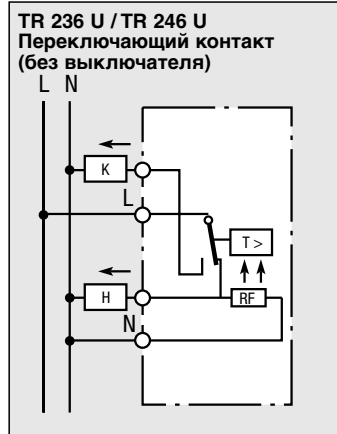 TR 236 U / TR 246 U
Переключающий контакт
(без выключателя)
L N
K
L
T >
H
RF
N